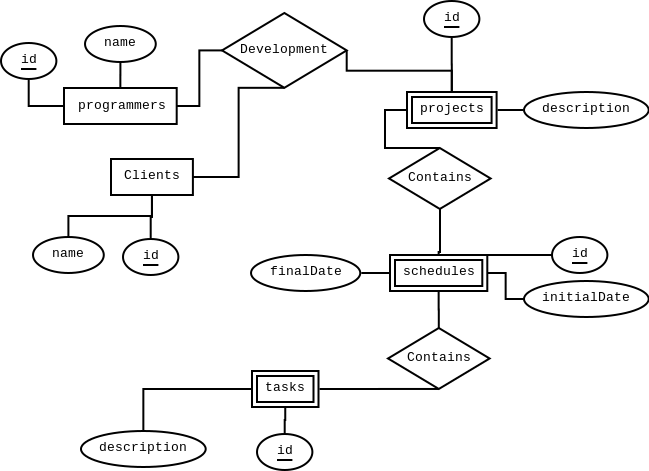 id
name
id
Development
programmers
projects
description
Clients
Contains
name
id
id
finalDate
schedules
initialDate
Contains
tasks
description
id